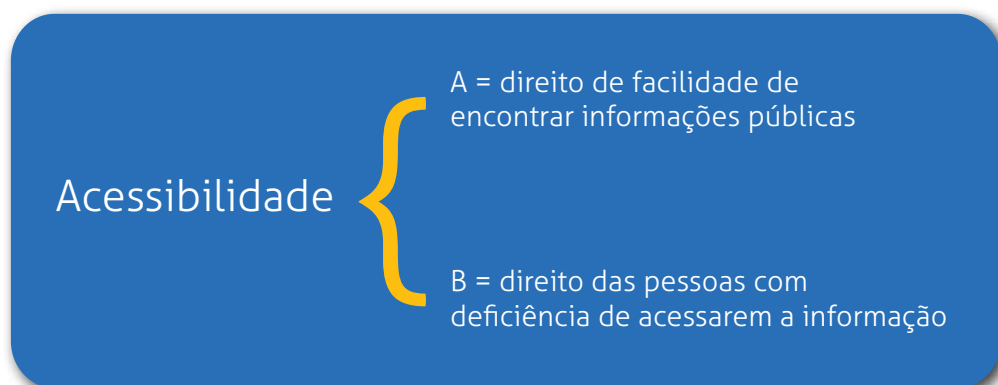 Acessibilidade
A = direito de facilidade de
encontrar informações públicas
B = direito das pessoas com
deficiência de acessarem a informação